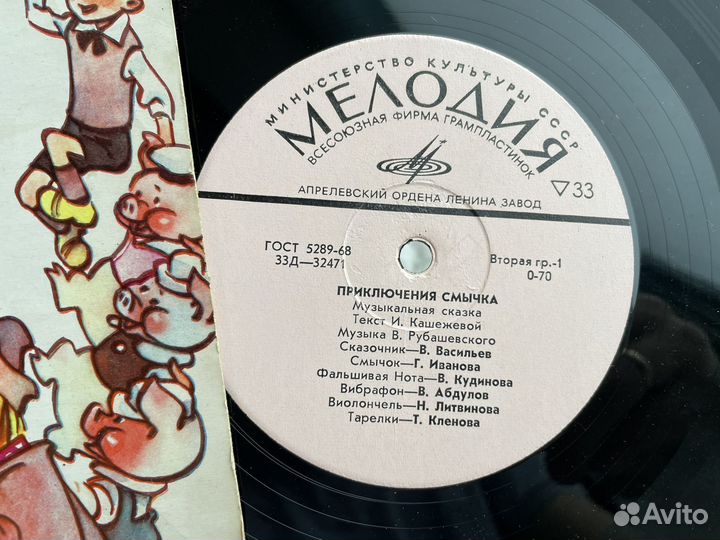 МИНИСТЕРСТВО КУЛЬТУРЫ СССР
МЕЛОДИЯ
ВСЕСОЮЗНАЯ ФИРМА ГРАМПЛАСТИНОК
▽33
АПРЕЛЕВСКИЙ ОРДЕНА ЛЕНИНА ЗАВОД
ГОСТ 5289-68
33Д—32471
Вторая гр.-1
0-70
ПРИКЛЮЧЕНИЯ СМЫЧКА
Музыкальная сказка
Текст И. Кашежевой
Музыка В. Рубашевского
Сказочник—В. Васильев
Смычок—Г. Иванова
Фальшивая Нота—В. Кудинова
Вибрафон—В. Абдулов
Виолончель—Н. Литвинова
Тарелки—Т. Кленова
Avito